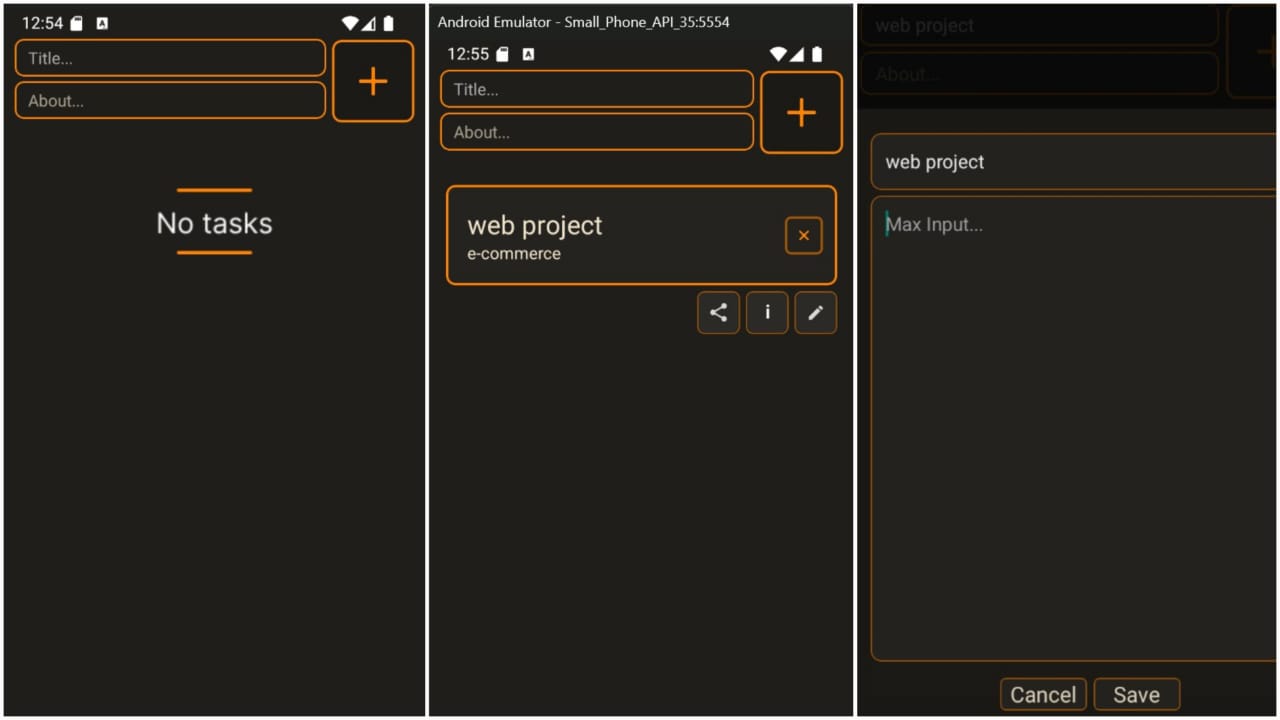 12:54
Title...
About...
No tasks
Android Emulator - Small_Phone_API_35:5554
12:55
Title...
About...
web project
e-commerce
i
web project
About...
web project
Max Input...
Cancel Save